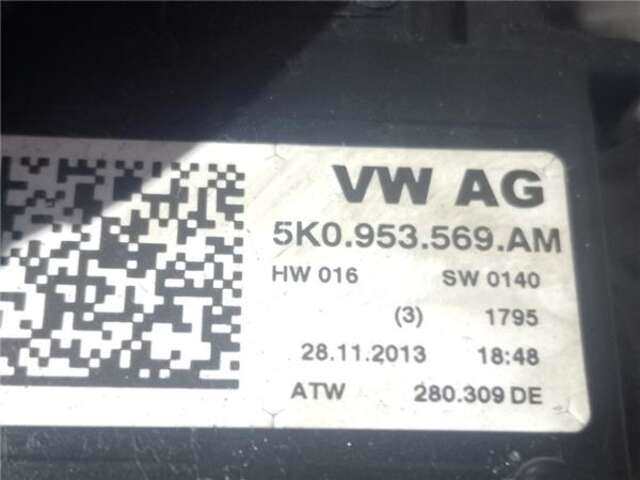 VW AG
5K0.953.569.AM
HW 016 SW 0140
(3) 1795
28.11.2013 18:48
ATW 280.309 DE